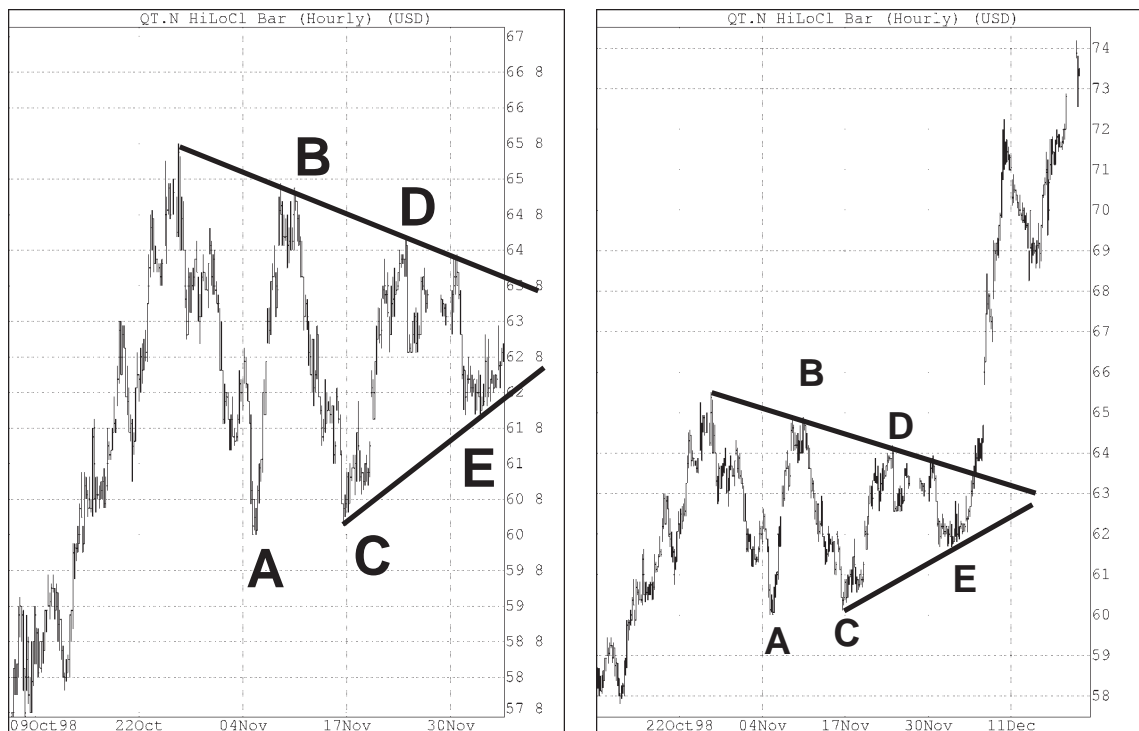 QT.N HiLoCl Bar (Hourly) (USD)
67
66 8
66
65 8
65
64 8
64
63 8
63
62 8
62
61 8
61
60 8
60
59 8
59
58 8
58
57 8
B
D
E
A
C
09Oct98 22Oct 04Nov 17Nov 30Nov
QT.N HiLoCl Bar (Hourly) (USD)
74
73
72
71
70
69
68
67
66
65
64
63
62
61
60
59
58
B
D
E
A
C
22Oct98 04Nov 17Nov 30Nov 11Dec